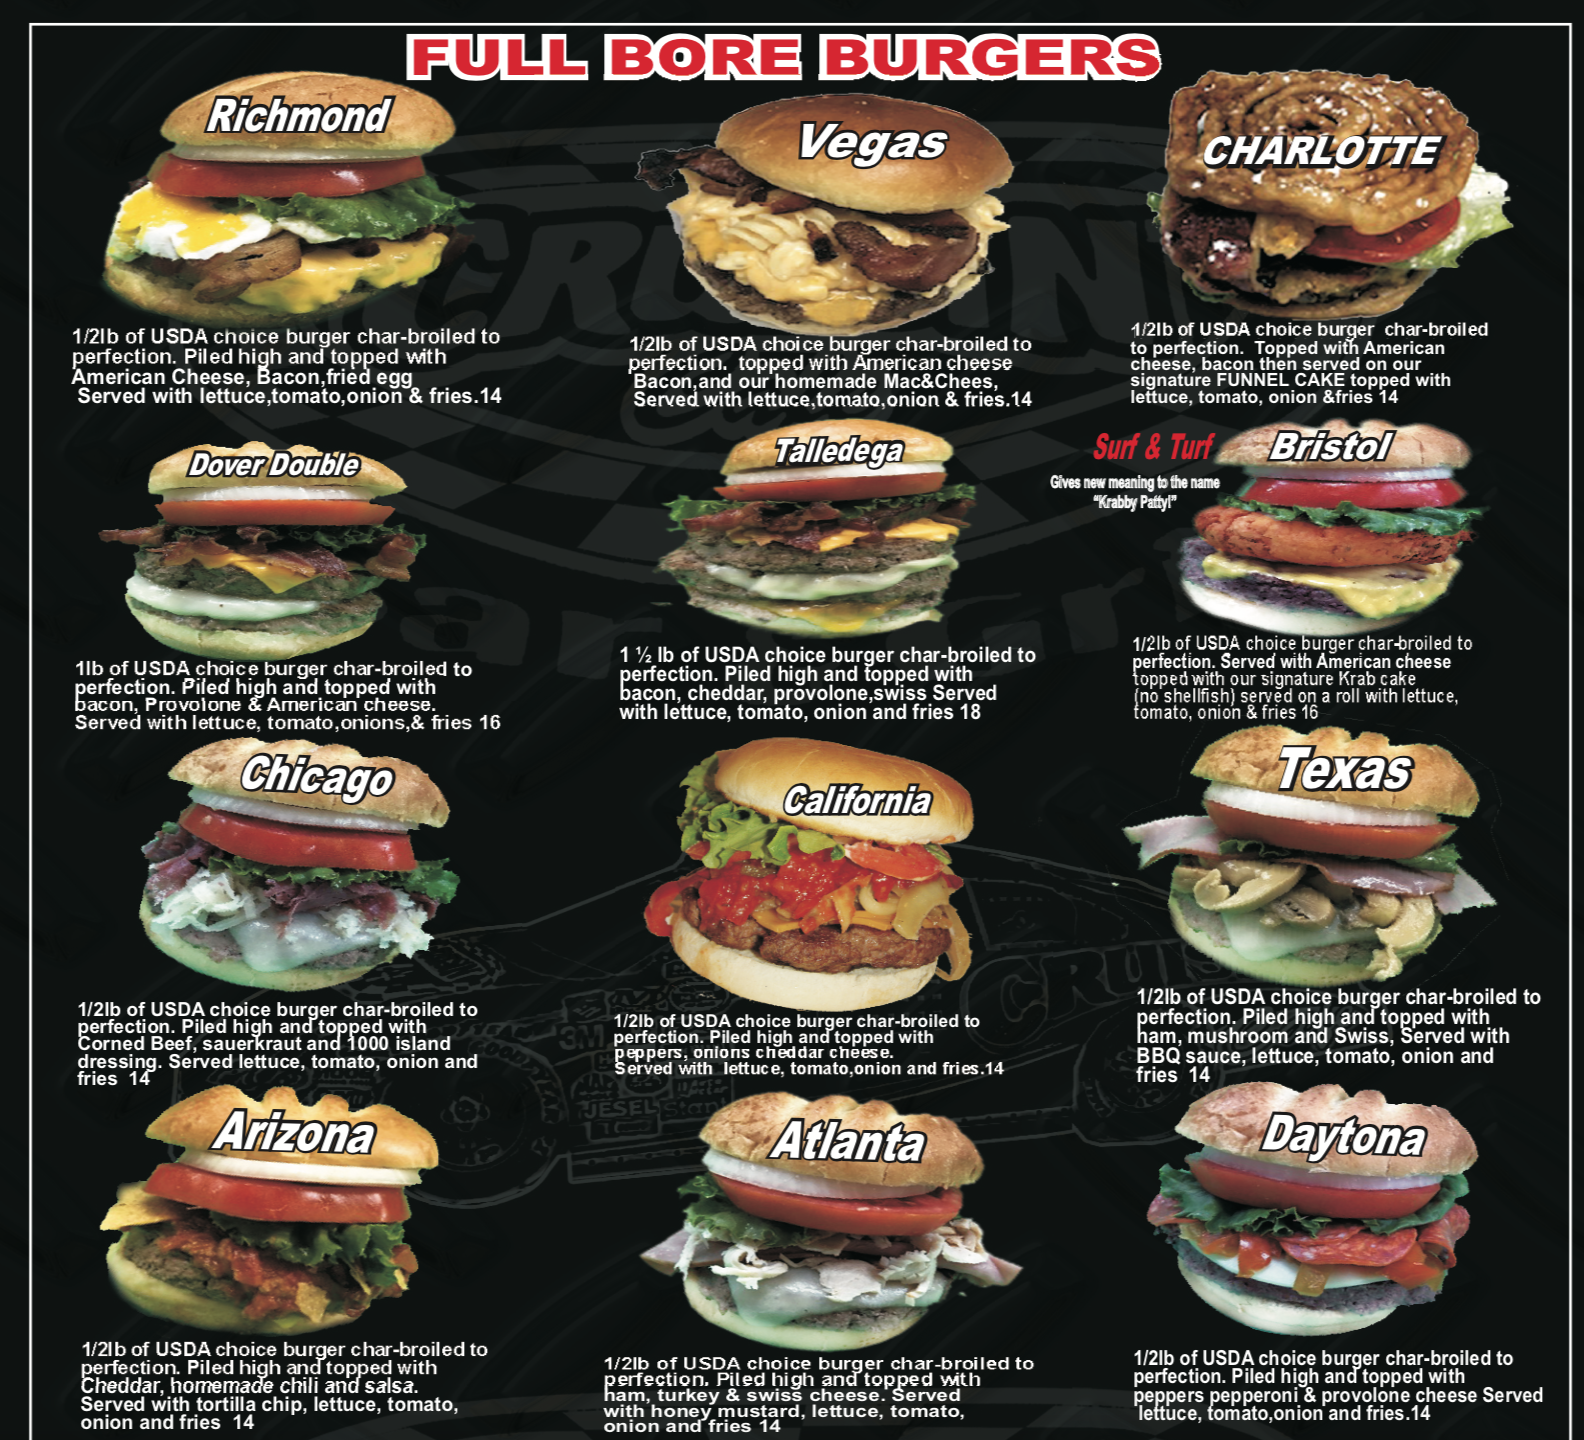 FULL BORE BURGERS
Richmond
1/2lb of USDA choice burger char-broiled to
perfection. Piled high and topped with
American Cheese, Bacon,fried egg
Served with lettuce,tomato,onion & fries.14
Vegas
1/2lb of USDA choice burger char-broiled to
perfection. topped with American cheese
Bacon,and our homemade Mac&Chees,
Served with lettuce,tomato,onion & fries.14
CHARLOTTE
1/2lb of USDA choice burger char-broiled
to perfection. Topped with American
cheese, bacon then served on our
signature FUNNEL CAKE topped with
lettuce, tomato, onion &fries 14
Dover Double
1lb of USDA choice burger char-broiled to
perfection. Piled high and topped with
bacon, Provolone & American cheese.
Served with lettuce, tomato,onions,& fries 16
Talledega
1 ½ lb of USDA choice burger char-broiled to
perfection. Piled high and topped with
bacon, cheddar, provolone,swiss Served
with lettuce, tomato, onion and fries 18
Surf & Turf
Gives new meaning to the name
"Krabby Patty!"
Bristol
1/2lb of USDA choice burger char-broiled to
perfection. Served with American cheese
topped with our signature Krab cake
(no shellfish) served on a roll with lettuce,
tomato, onion & fries 16
Chicago
1/2lb of USDA choice burger char-broiled to
perfection. Piled high and topped with
Corned Beef, sauerkraut and 1000 island
dressing. Served lettuce, tomato, onion and
fries 14
California
1/2lb of USDA choice burger char-broiled to
perfection. Piled high and topped with
peppers, onions cheddar cheese.
Served with lettuce, tomato,onion and fries.14
Texas
1/2lb of USDA choice burger char-broiled to
perfection. Piled high and topped with
ham, mushroom and Swiss, Served with
BBQ sauce, lettuce, tomato, onion and
fries 14
Arizona
1/2lb of USDA choice burger char-broiled to
perfection. Piled high and topped with
Cheddar, homemade chili and salsa.
Served with tortilla chip, lettuce, tomato,
onion and fries 14
Atlanta
1/2lb of USDA choice burger char-broiled to
perfection. Piled high and topped with
ham, turkey & swiss cheese. Served
with honey mustard, lettuce, tomato,
onion and fries 14
Daytona
1/2lb of USDA choice burger char-broiled to
perfection. Piled high and topped with
peppers pepperoni & provolone cheese Served
lettuce, tomato,onion and fries.14